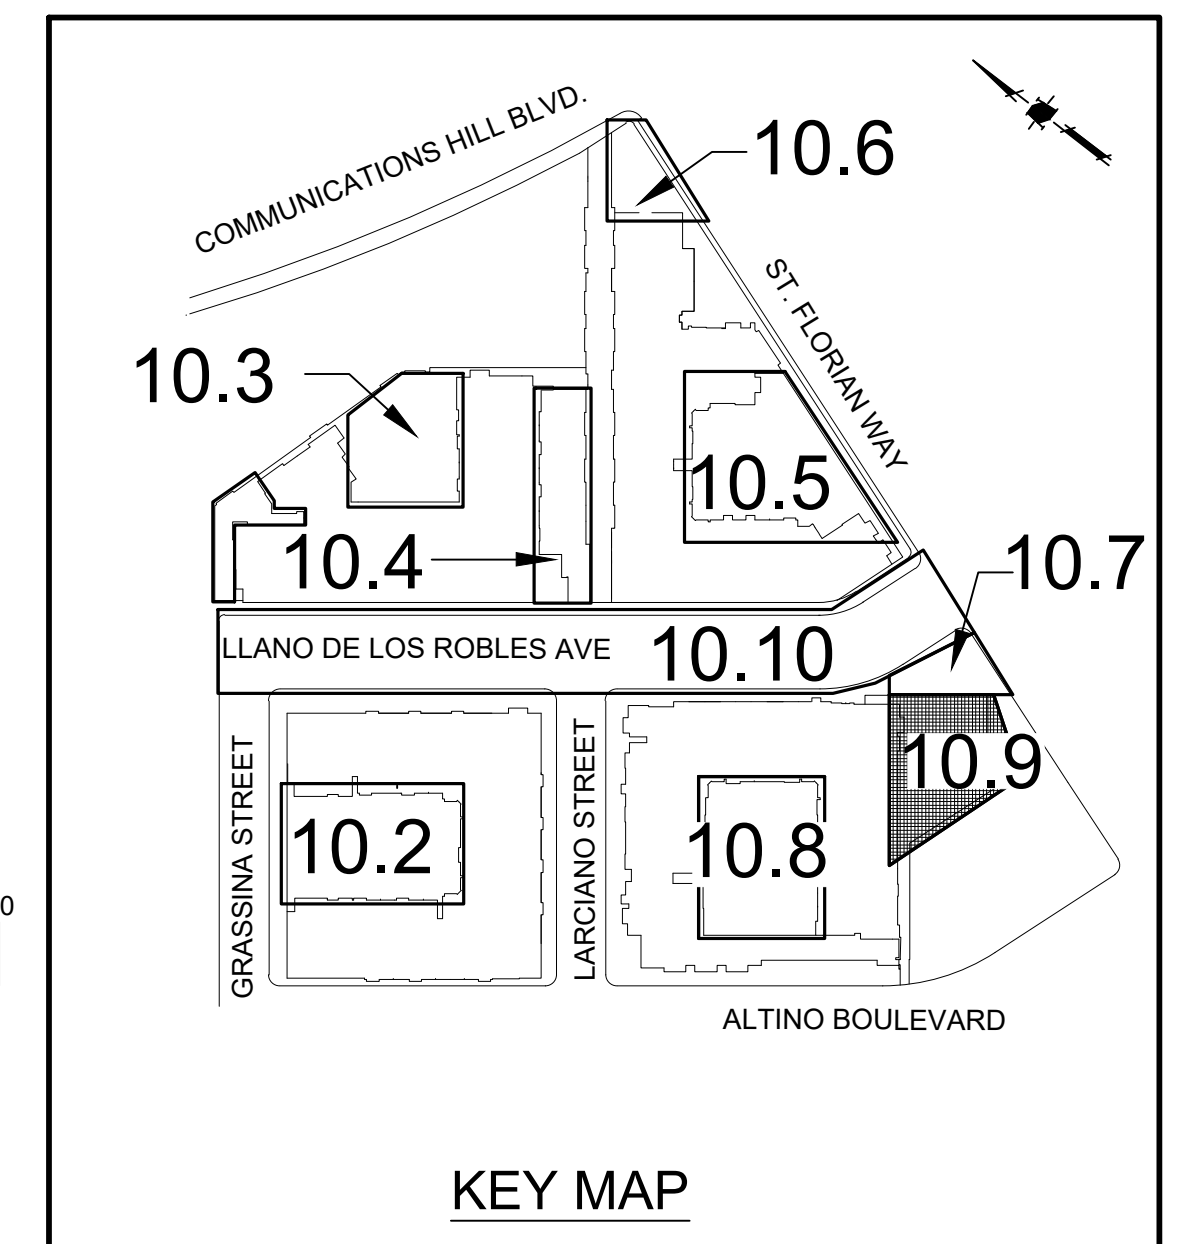 COMMUNICATIONS HILL BLVD.
10.6
ST. FLORIAN WAY
10.3
10.5
10.4
10.7
LLANO DE LOS ROBLES AVE
10.10
GRASSINA STREET
LARCIANO STREET
10.9
10.2
10.8
0
ALTINO BOULEVARD
KEY MAP